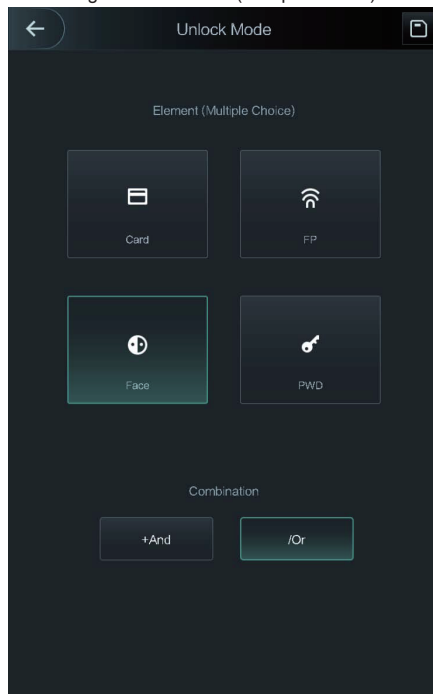 Unlock Mode
Element (Multiple Choice)
Card
FP
Face
PWD
Combination
+And
/Or